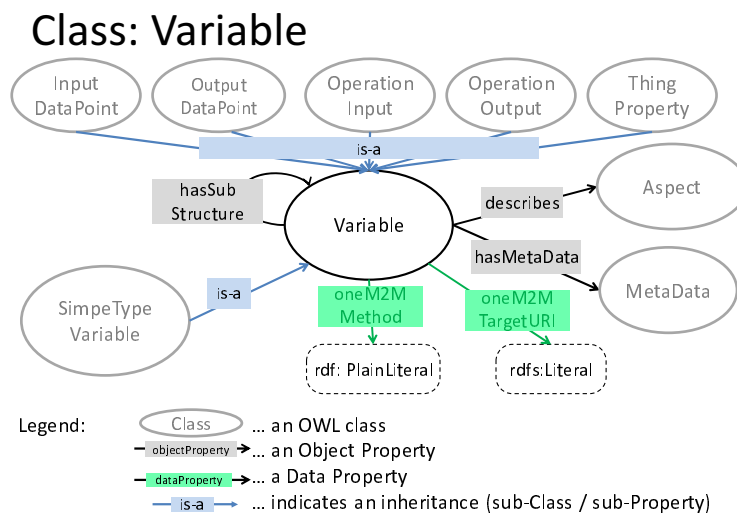 Class: Variable
Input
DataPoint
Output
DataPoint
Operation
Input
Operation
Output
Thing
Property
is-a
hasSub
Structure
Variable
describes
Aspect
hasMetaData
MetaData
SimpeType
Variable
is-a
oneM2M
Method
oneM2M
TargetURI
rdf: PlainLiteral
rdfs:Literal
Legend:
Class ... an OWL class
objectProperty ... an Object Property
dataProperty ... a Data Property
is-a ... indicates an inheritance (sub-Class / sub-Property)